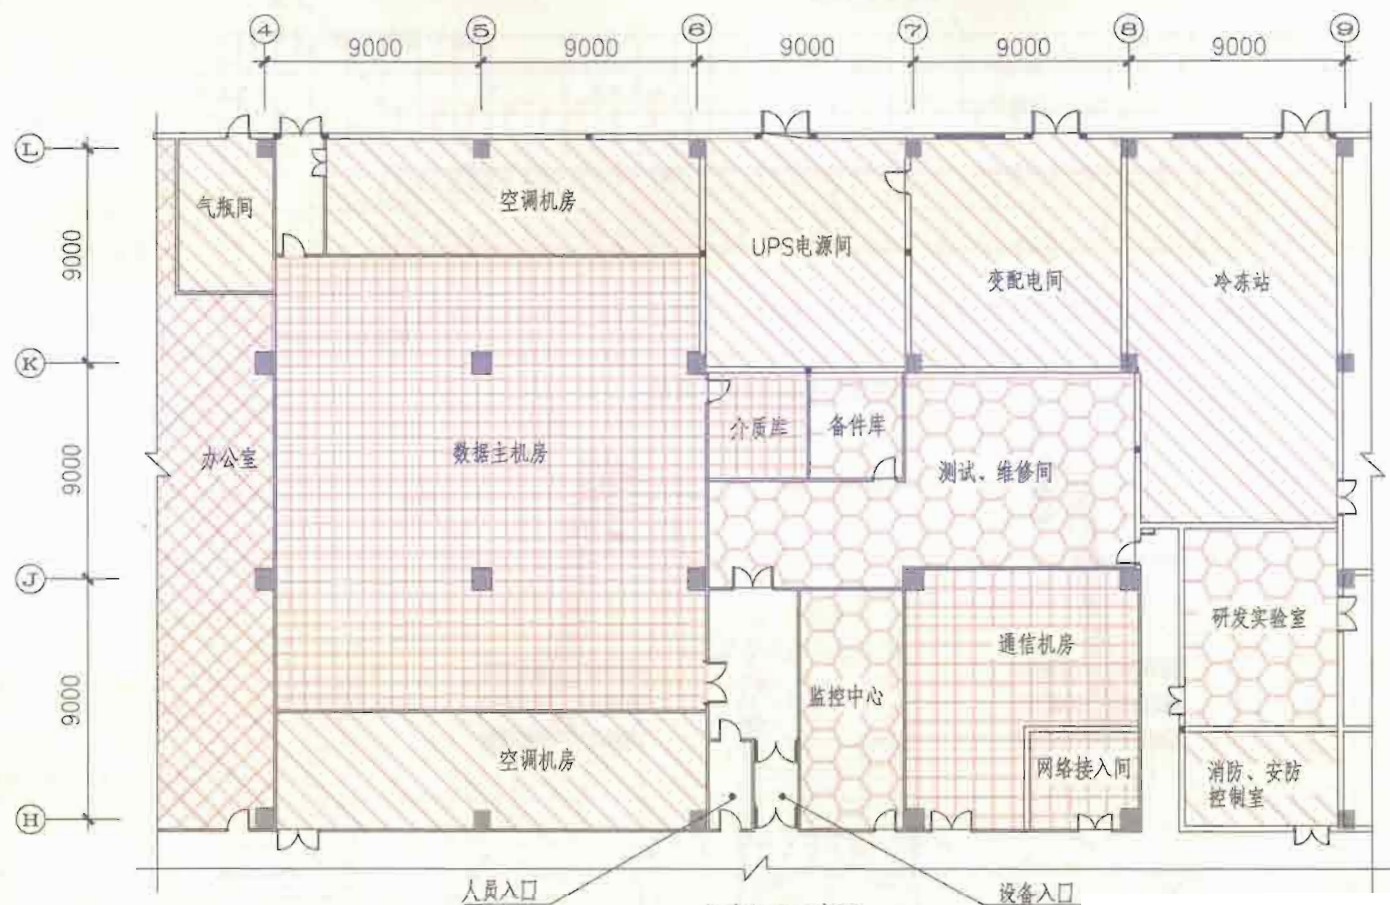 ④ ⑤ ⑥ ⑦ ⑧ ⑨
9000 9000 9000 9000 9000
Ⓛ
9000
Ⓚ
9000
Ⓙ
9000
Ⓗ
气瓶间
空调机房
UPS电源间
变配电间
冷冻站
办公室
数据主机房
介质库
备件库
测试、维修间
研发实验室
通信机房
监控中心
空调机房
网络接入间
消防、安防
控制室
人员入口
设备入口